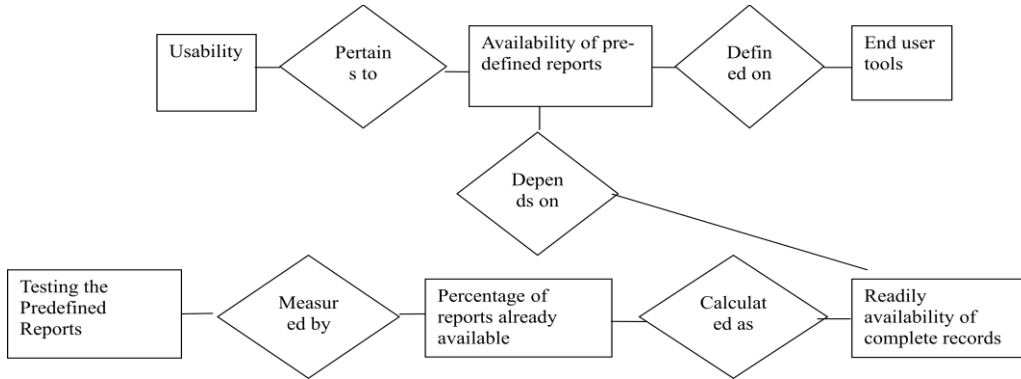 Usability
Pertain
s to
Availability of pre-
defined reports
Defin
ed on
End user
tools
Depen
ds on
Testing the
Predefined
Reports
Measur
ed by
Percentage of
reports already
available
Calculat
ed as
Readily
availability of
complete records